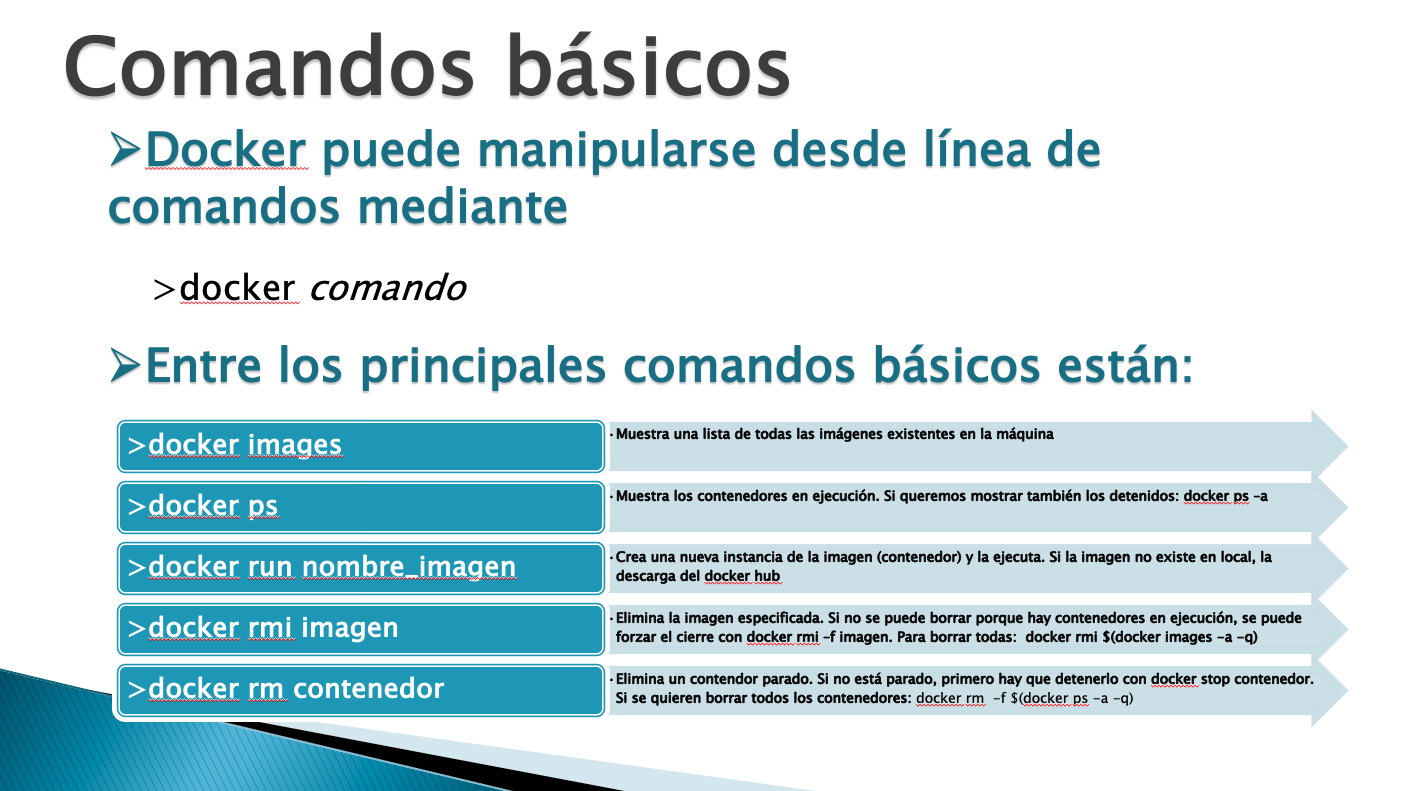 Comandos básicos
➢Docker puede manipularse desde línea de
comandos mediante
>docker comando
➢Entre los principales comandos básicos están:
>docker images
•Muestra una lista de todas las imágenes existentes en la máquina
>docker ps
•Muestra los contenedores en ejecución. Si queremos mostrar también los detenidos: docker ps –a
>docker run nombre_imagen
•Crea una nueva instancia de la imagen (contenedor) y la ejecuta. Si la imagen no existe en local, la
descarga del docker hub
>docker rmi imagen
•Elimina la imagen especificada. Si no se puede borrar porque hay contenedores en ejecución, se puede
forzar el cierre con docker rmi –f imagen. Para borrar todas: docker rmi $(docker images –a –q)
>docker rm contenedor
•Elimina un contendor parado. Si no está parado, primero hay que detenerlo con docker stop contenedor.
Si se quieren borrar todos los contenedores: docker rm –f $(docker ps –a –q)